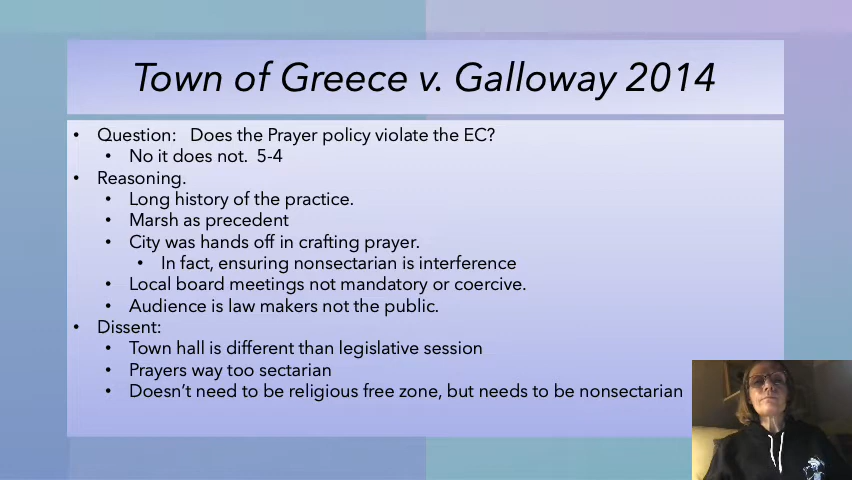 Town of Greece v. Galloway 2014
• Question: Does the Prayer policy violate the EC?
• No it does not. 5-4
• Reasoning.
• Long history of the practice.
• Marsh as precedent
• City was hands off in crafting prayer.
• In fact, ensuring nonsectarian is interference
• Local board meetings not mandatory or coercive.
• Audience is law makers not the public.
• Dissent:
• Town hall is different than legislative session
• Prayers way too sectarian
• Doesn't need to be religious free zone, but needs to be nonsectarian